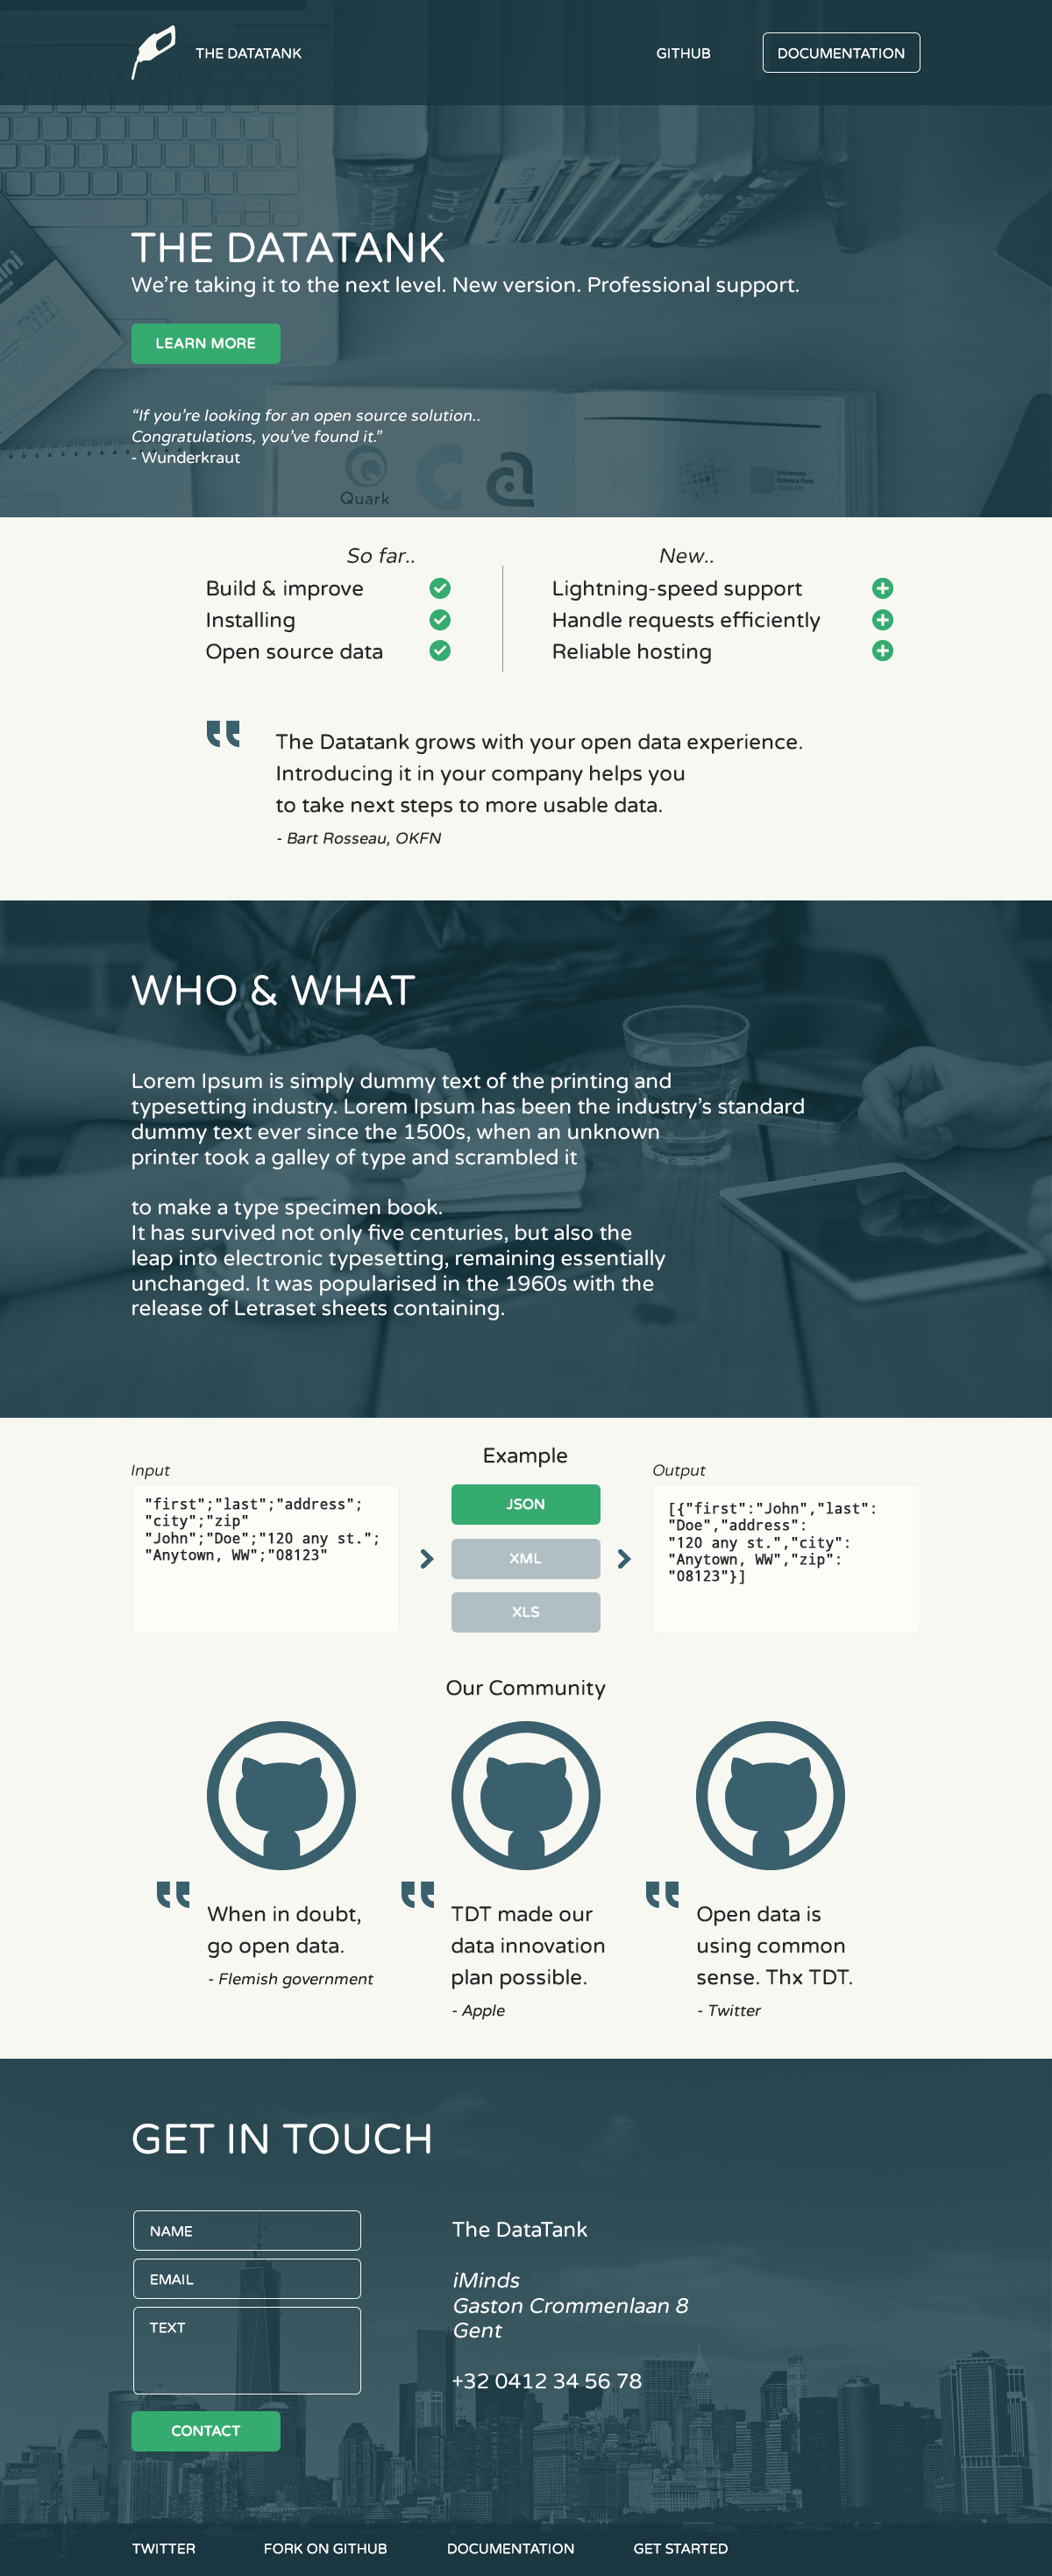 THE DATATANK
GITHUB
DOCUMENTATION
THE DATATANK
We're taking it to the next level. New version. Professional support.
LEARN MORE
“If you're looking for an open source solution..
Congratulations, you've found it.”
- Wunderkraut
Quark
University
Science Park
So far..
Build & improve
Installing
Open source data
New..
Lightning-speed support
Handle requests efficiently
Reliable hosting
The Datatank grows with your open data experience.
Introducing it in your company helps you
to take next steps to more usable data.
- Bart Rosseau, OKFN
WHO & WHAT
Lorem Ipsum is simply dummy text of the printing and
typesetting industry. Lorem Ipsum has been the industry's standard
dummy text ever since the 1500s, when an unknown
printer took a galley of type and scrambled it
to make a type specimen book.
It has survived not only five centuries, but also the
leap into electronic typesetting, remaining essentially
unchanged. It was popularised in the 1960s with the
release of Letraset sheets containing.
Example
Input
"first";"last";"address";
"city";"zip"
"John";"Doe";"120 any st.";
"Anytown, WW";"08123"
JSON
XML
XLS
Output
[{"first":"John","last":
"Doe","address":
"120 any st.","city":
"Anytown, WW","zip":
"08123"}]
Our Community
When in doubt,
go open data.
- Flemish government
TDT made our
data innovation
plan possible.
- Apple
Open data is
using common
sense. Thx TDT.
- Twitter
GET IN TOUCH
NAME
EMAIL
TEXT
CONTACT
The DataTank
iMinds
Gaston Crommenlaan 8
Gent
+32 0412 34 56 78
TWITTER
FORK ON GITHUB
DOCUMENTATION
GET STARTED